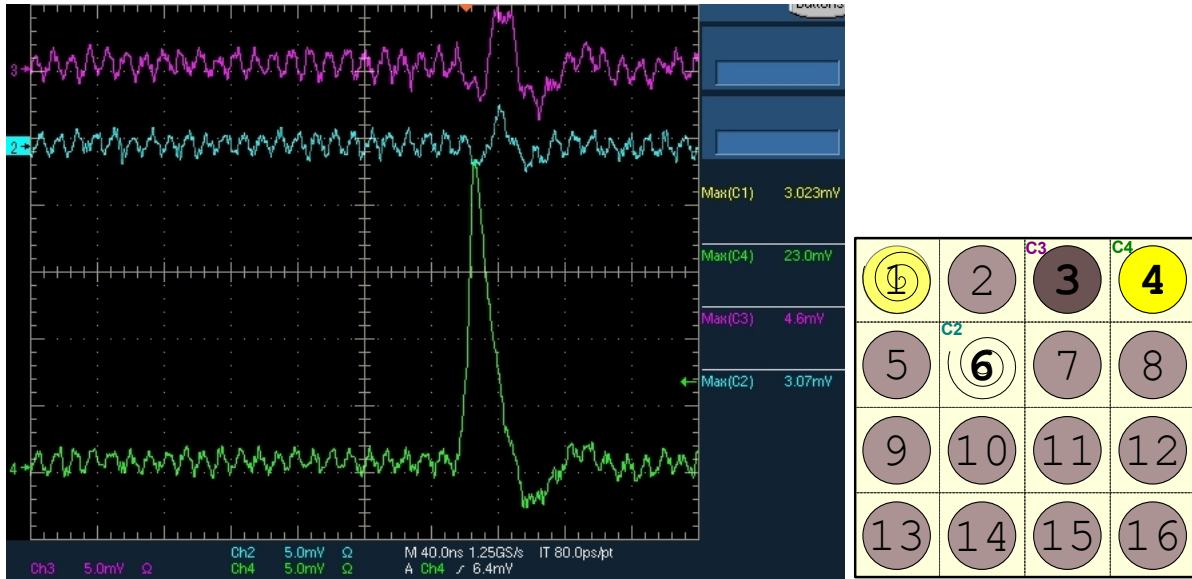 Buttons
3
2
Max(C1) 3.023mV
Max(C4) 23.0mV
Max(C3) 4.6mV
Max(C2) 3.07mV
4
Ch2 5.0mV Ω M 40.0ns 1.25GS/s IT 80.0ps/pt
Ch3 5.0mV Ω Ch4 5.0mV Ω A Ch4 / 6.4mV
C3 C4
1 2 3 4
C2
5 6 7 8
9 10 11 12
13 14 15 16